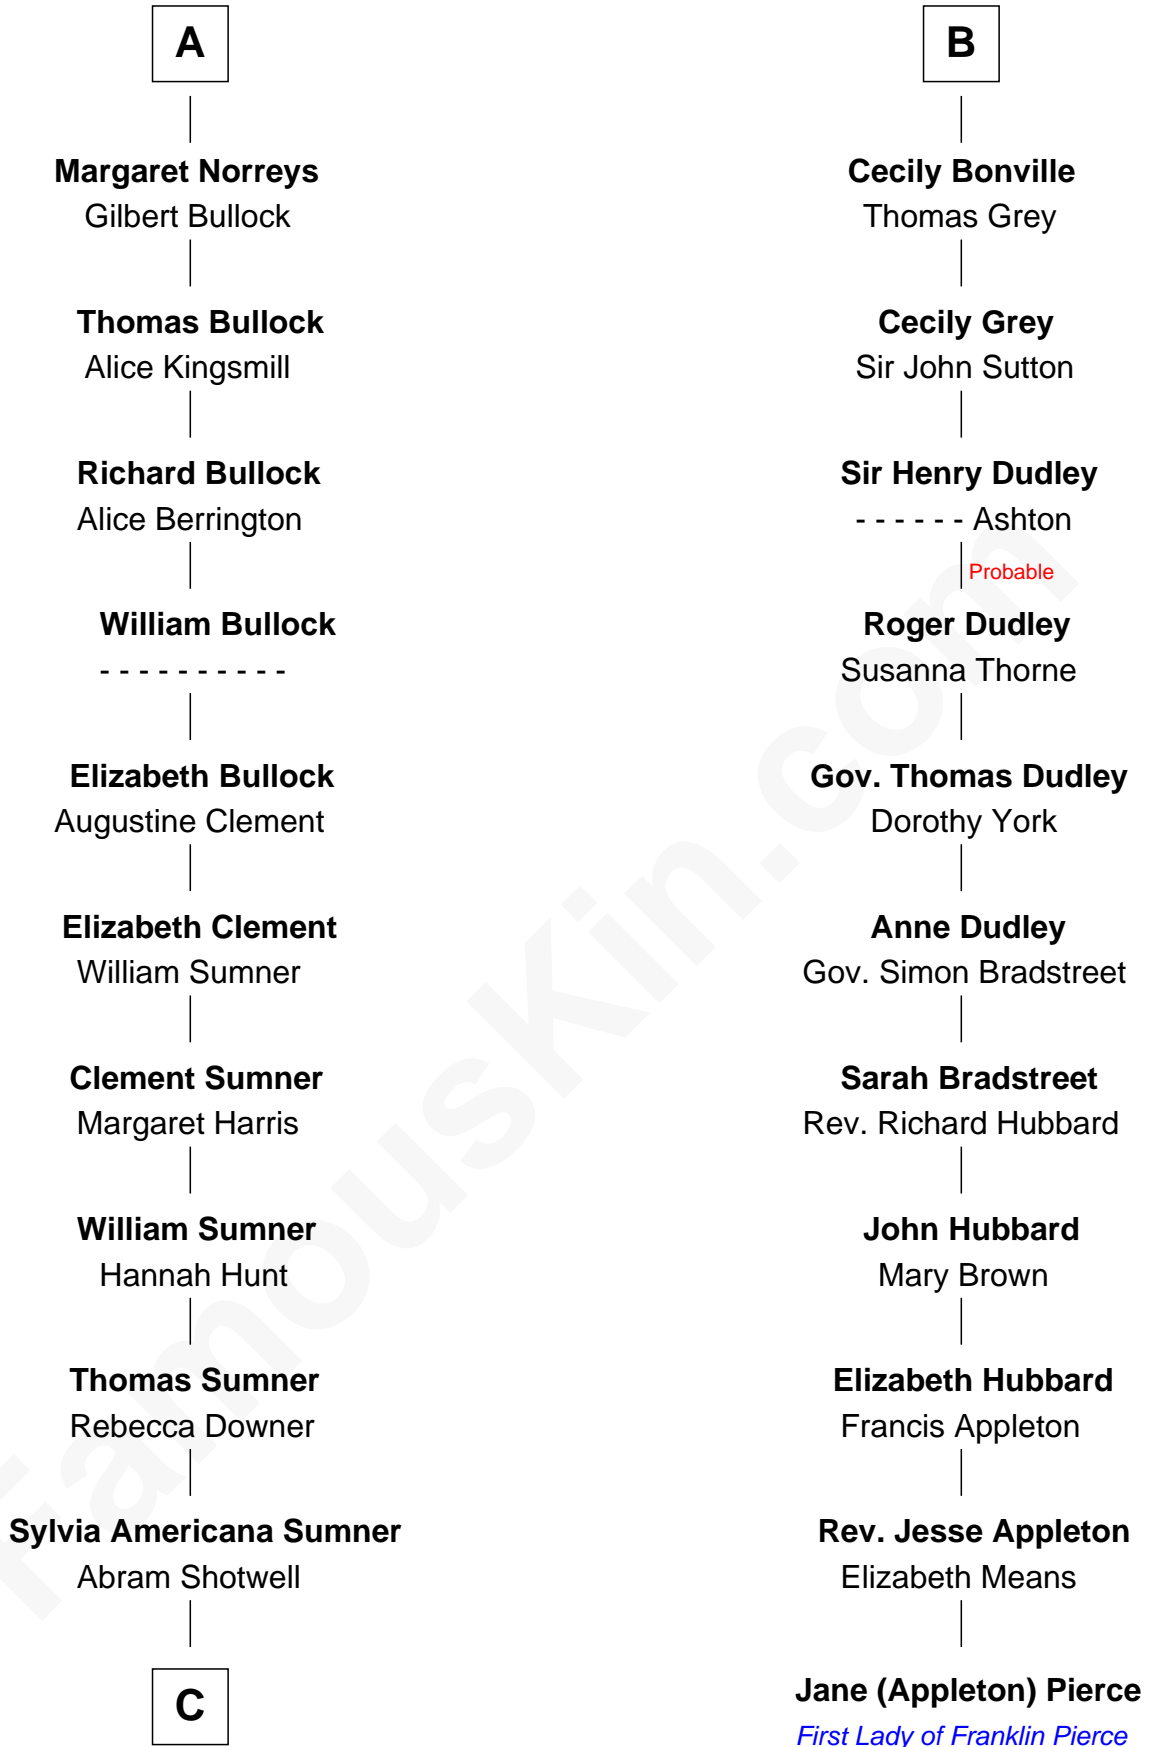 A
Margaret Norreys
Gilbert Bullock
Thomas Bullock
Alice Kingsmill
Richard Bullock
Alice Berrington
William Bullock
- - - - - - - - - -
Elizabeth Bullock
Augustine Clement
Elizabeth Clement
William Sumner
Clement Sumner
Margaret Harris
William Sumner
Hannah Hunt
Thomas Sumner
Rebecca Downer
Sylvia Americana Sumner
Abram Shotwell
C
B
Cecily Bonville
Thomas Grey
Cecily Grey
Sir John Sutton
Sir Henry Dudley
- - - - - - Ashton
Probable
Roger Dudley
Susanna Thorne
Gov. Thomas Dudley
Dorothy York
Anne Dudley
Gov. Simon Bradstreet
Sarah Bradstreet
Rev. Richard Hubbard
John Hubbard
Mary Brown
Elizabeth Hubbard
Francis Appleton
Rev. Jesse Appleton
Elizabeth Means
Jane (Appleton) Pierce
First Lady of Franklin Pierce
FamousKin.com